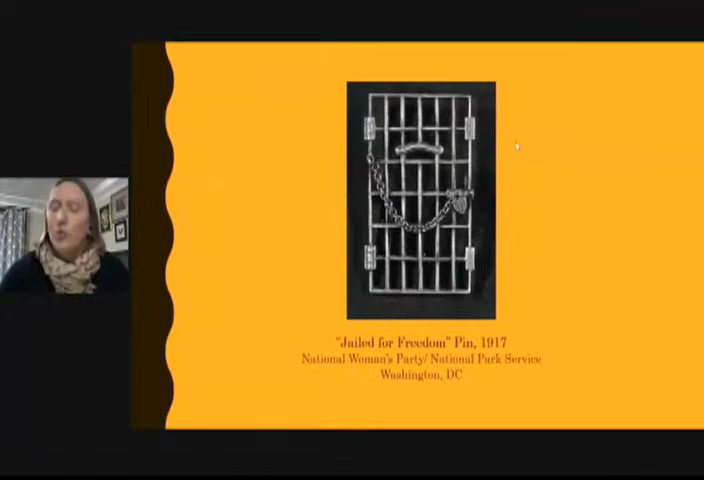 "Jailed for Freedom" Pin, 1917
National Woman's Party/ National Park Service
Washington, DC